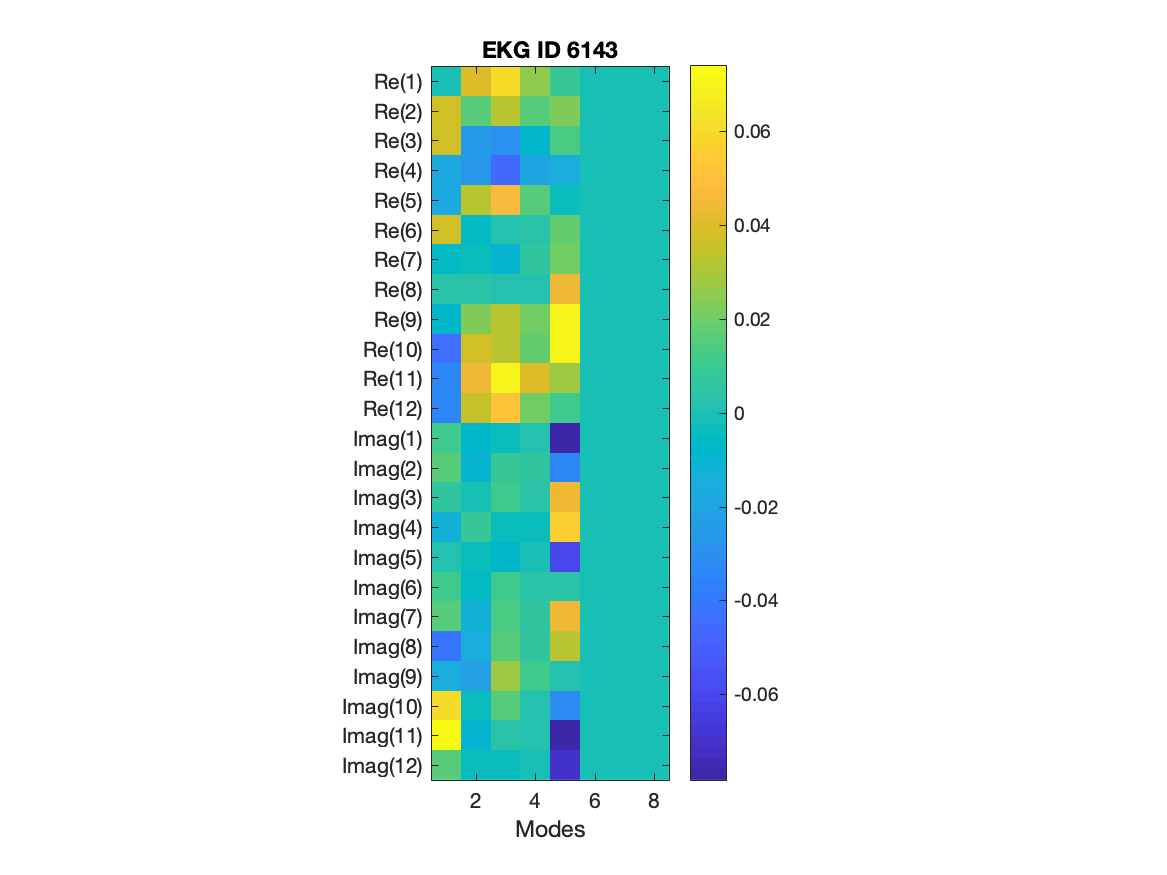 EKG ID 6143
Re(1)
Re(2)
Re(3)
Re(4)
Re(5)
Re(6)
Re(7)
Re(8)
Re(9)
Re(10)
Re(11)
Re(12)
Imag(1)
Imag(2)
Imag(3)
Imag(4)
Imag(5)
Imag(6)
Imag(7)
Imag(8)
Imag(9)
Imag(10)
Imag(11)
Imag(12)
2 4 6 8
Modes
0.06
0.04
0.02
0
-0.02
-0.04
-0.06